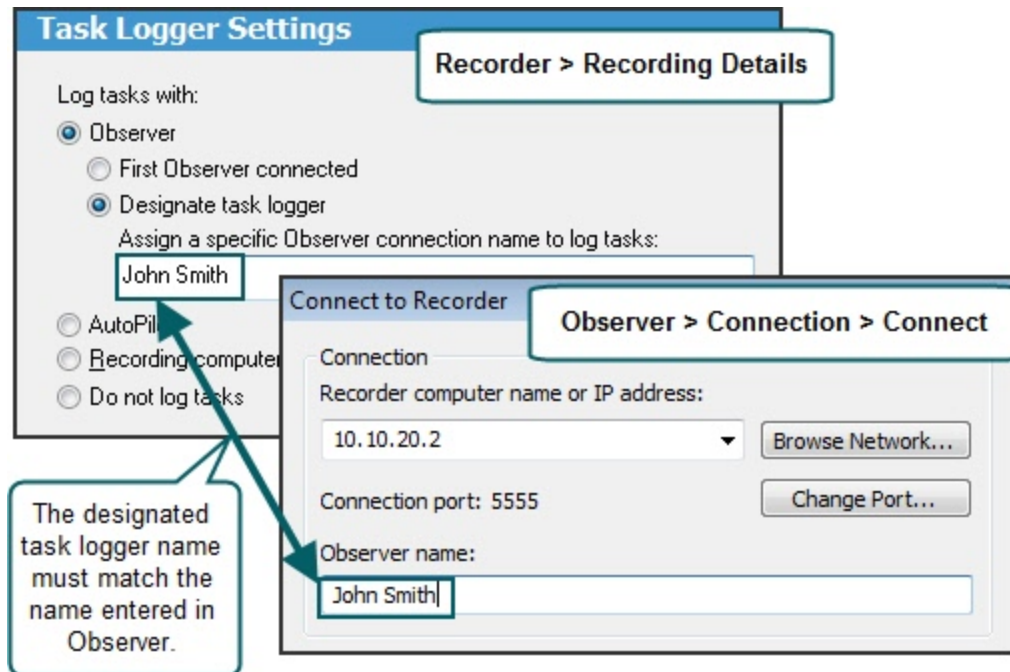 Task Logger Settings
Recorder > Recording Details
Log tasks with:
Observer
First Observer connected
Designate task logger
Assign a specific Observer connection name to log tasks:
John Smith
Recording computer
Do not log tasks
Connect to Recorder
Observer > Connection > Connect
Connection
Recorder computer name or IP address:
10.10.20.2
Browse Network...
Connection port: 5555
Change Port...
Observer name:
John Smith
The designated
task logger name
must match the
name entered in
Observer.